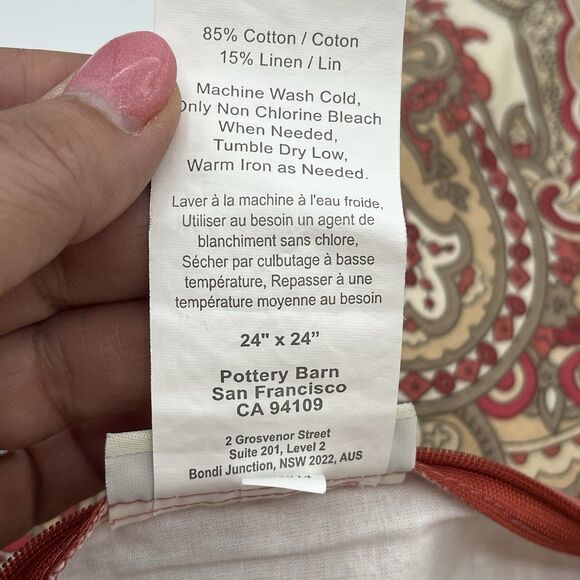 85% Cotton / Coton
15% Linen / Lin
Machine Wash Cold,
Only Non Chlorine Bleach
When Needed,
Tumble Dry Low,
Warm Iron as Needed.
Laver à la machine à l'eau froide,
Utiliser au besoin un agent de
blanchiment sans chlore,
Sécher par culbutage à basse
température, Repasser à une
température moyenne au besoin
24" x 24”
Pottery Barn
San Francisco
CA 94109
2 Grosvenor Street
Suite 201, Level 2
Bondi Junction, NSW 2022, AUS